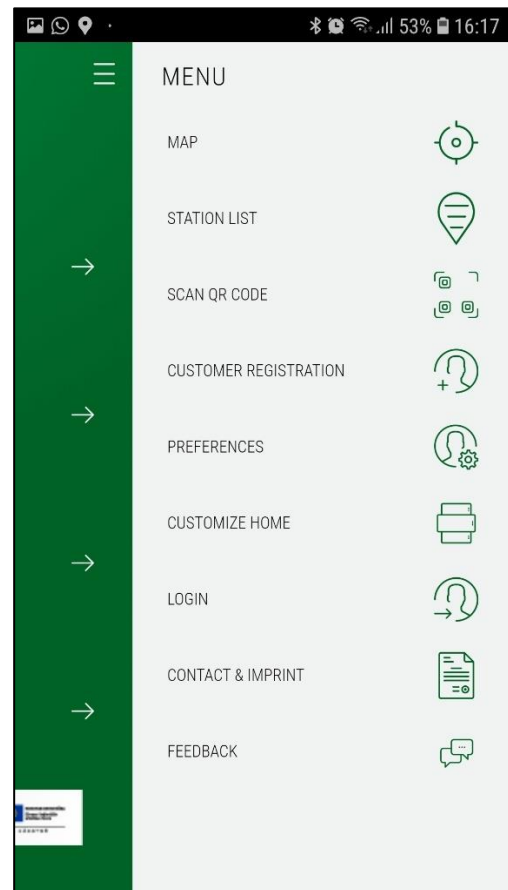 53% 16:17
MENU
MAP
STATION LIST
SCAN QR CODE
CUSTOMER REGISTRATION
PREFERENCES
CUSTOMIZE HOME
LOGIN
CONTACT & IMPRINT
FEEDBACK